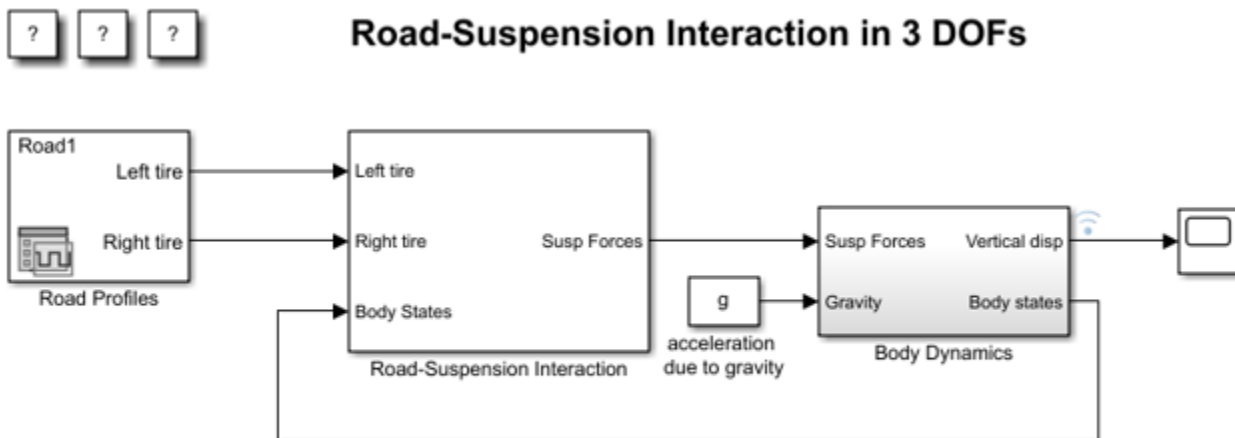 ? ? ?
Road-Suspension Interaction in 3 DOFs
Road1
Left tire
Right tire
Road Profiles
Left tire
Right tire
Susp Forces
Body States
Road-Suspension Interaction
g
acceleration
due to gravity
Susp Forces
Vertical disp
Gravity
Body states
Body Dynamics